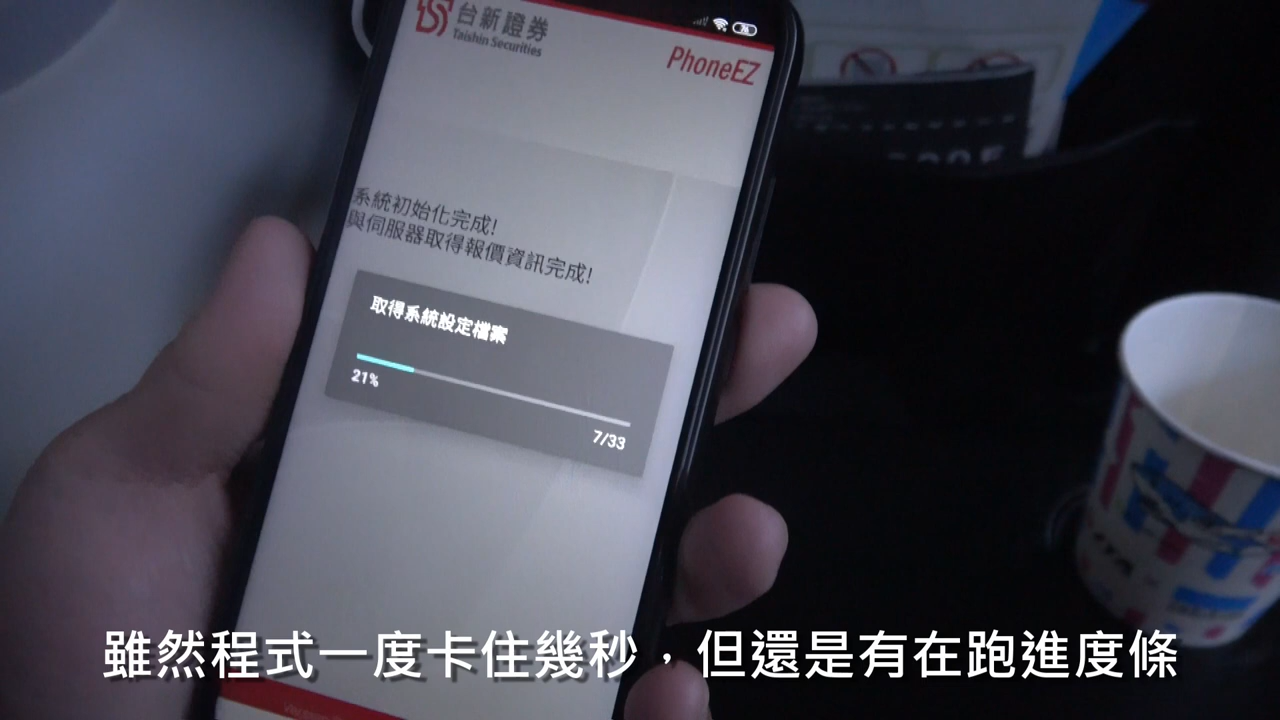 台新證券
Taishin Securities
PhoneEZ
系統初始化完成!
與伺服器取得報價資訊完成!
取得系統設定檔案
21%
7/33
雖然程式一度卡住幾秒，但還是有在跑進度條